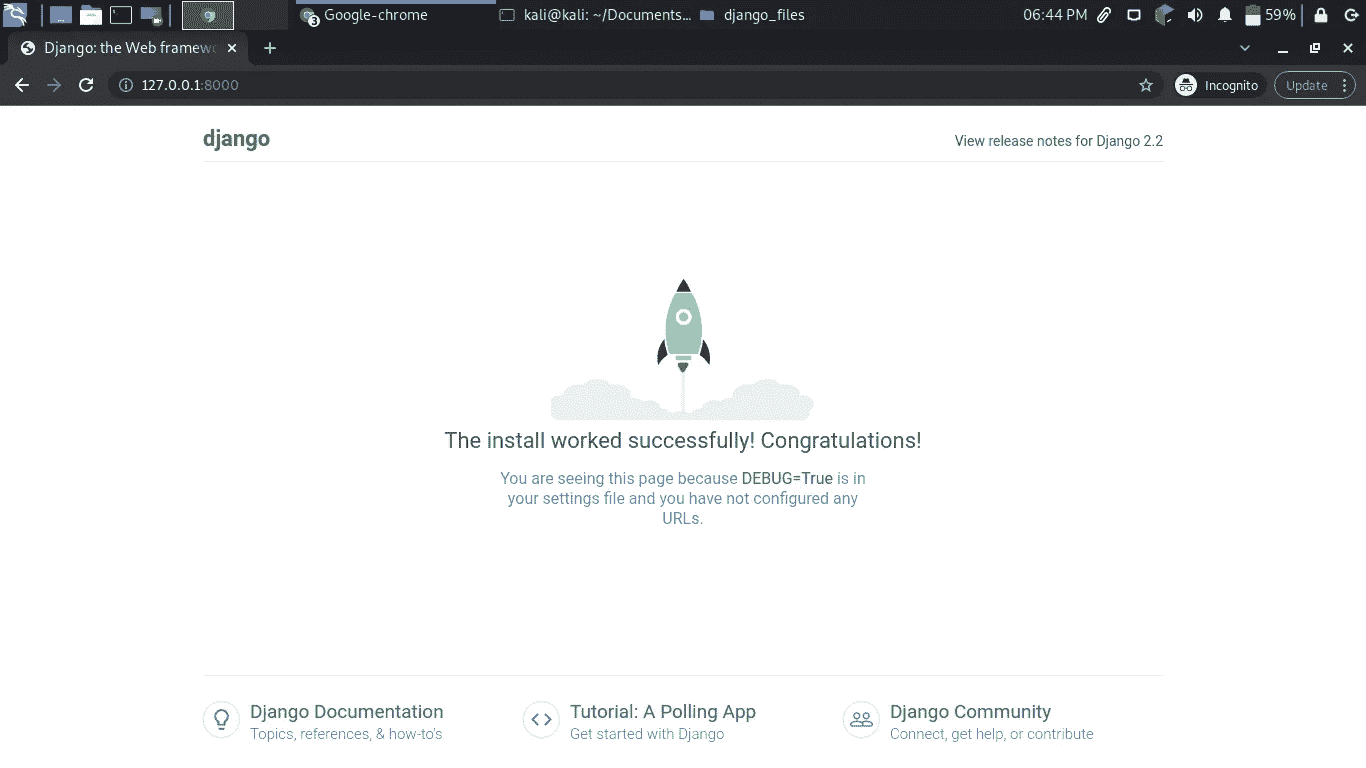 3 Google-chrome kali@kali: ~/Documents... django_files 06:44 PM 59%
Django: the Web framewo
127.0.0.1:8000 Incognito Update
django View release notes for Django 2.2
The install worked successfully! Congratulations!
You are seeing this page because DEBUG=True is in
your settings file and you have not configured any
URLs.
Django Documentation
Topics, references, & how-to's
Tutorial: A Polling App
Get started with Django
Django Community
Connect, get help, or contribute